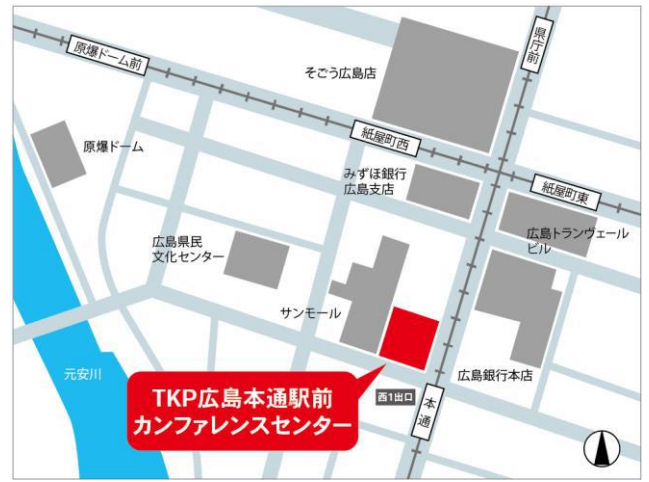 県庁前
原爆ドーム前
そごう広島店
紙屋町西
原爆ドーム
みずほ銀行
広島支店
紙屋町東
広島トランヴェール
ビル
広島県民
文化センター
サンモール
元安川
広島銀行本店
TKP広島本通駅前
カンファレンスセンター
西1出口
本通